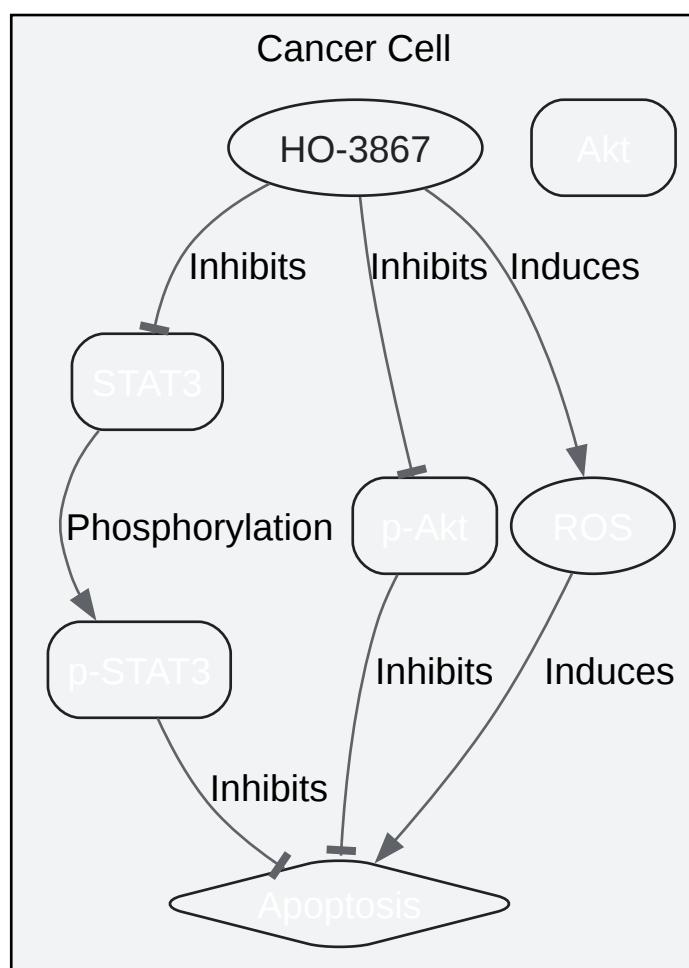 Cancer Cell
HO-3867
Akt
Inhibits
Inhibits
Induces
STAT3
Phosphorylation
p-Akt
ROS
p-STAT3
Inhibits
Induces
Inhibits
Apoptosis